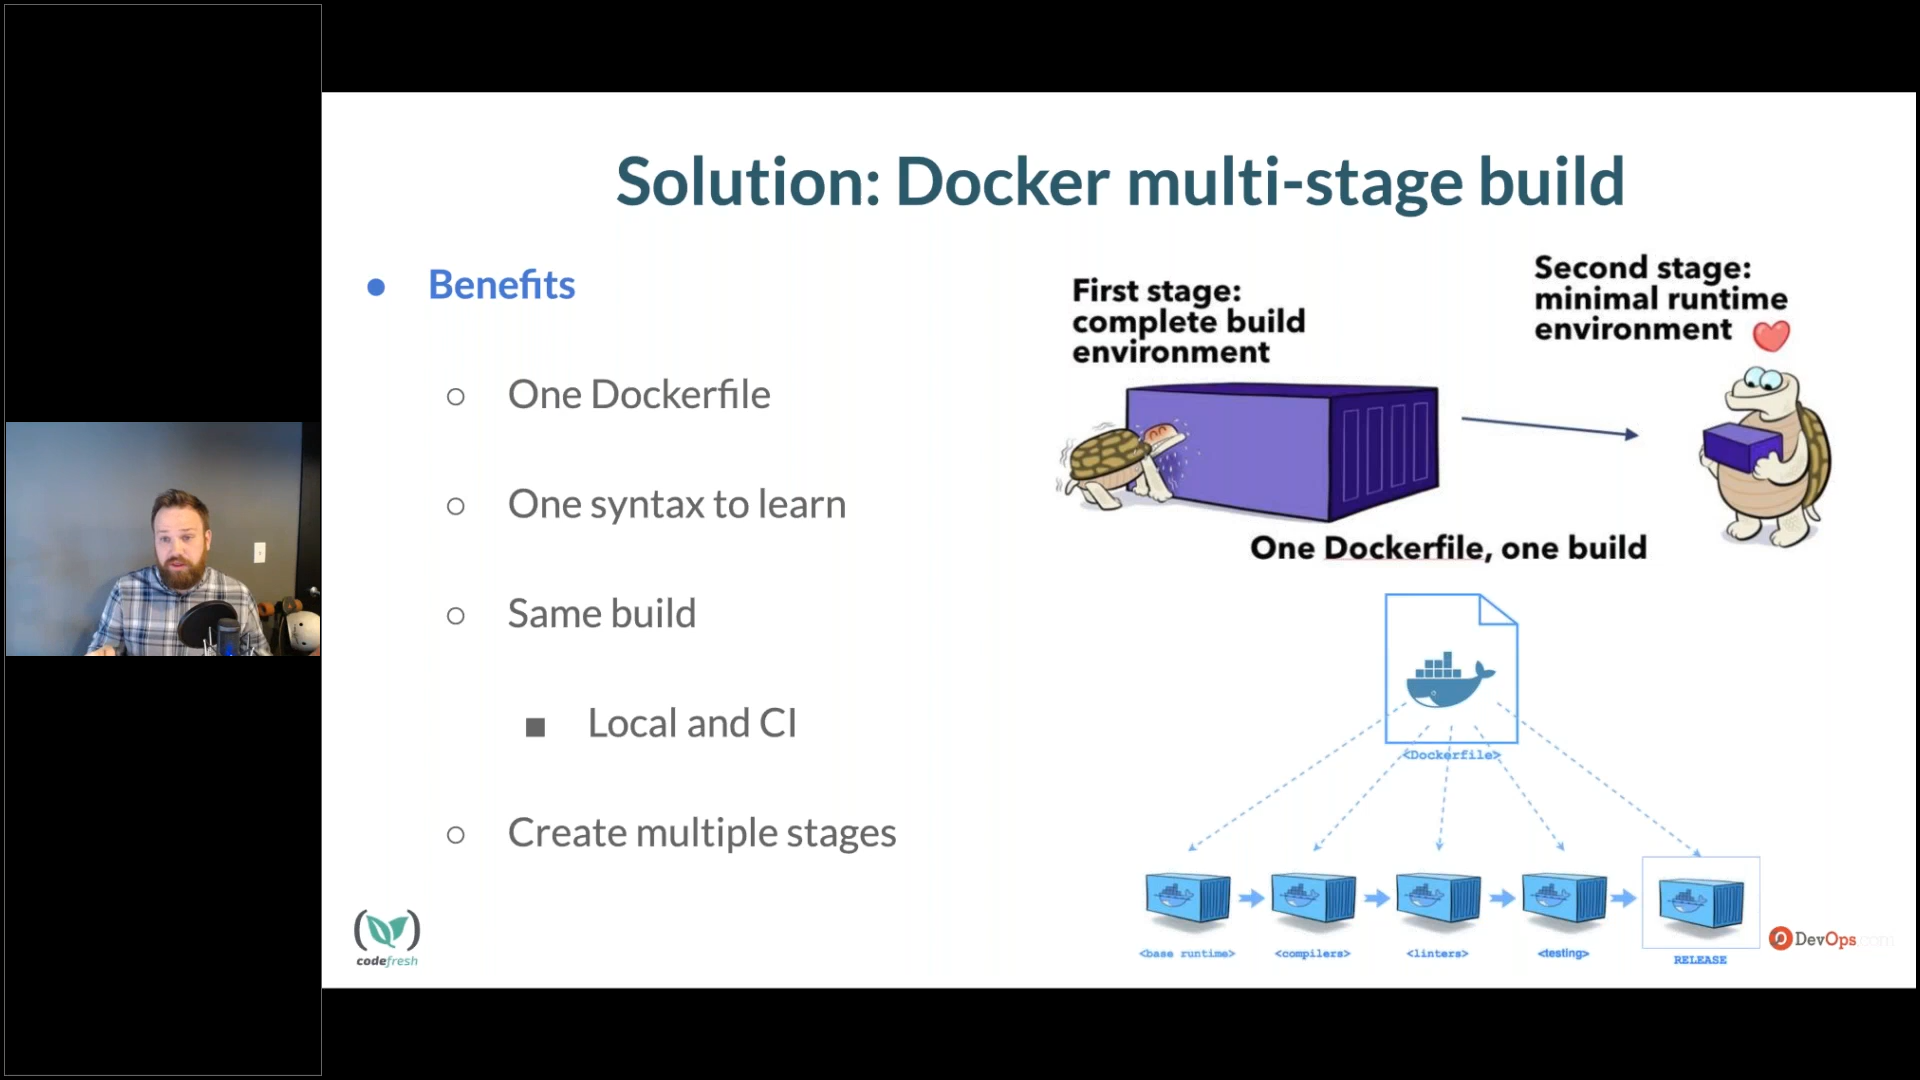 Solution: Docker multi-stage build
Benefits
One Dockerfile
One syntax to learn
Same build
Local and CI
Create multiple stages
First stage:
complete build
environment
Second stage:
minimal runtime
environment
One Dockerfile, one build
<Dockerfile>
<base runtime>
<compilers>
<linters>
<testing>
RELEASE
codefresh
DevOps.com